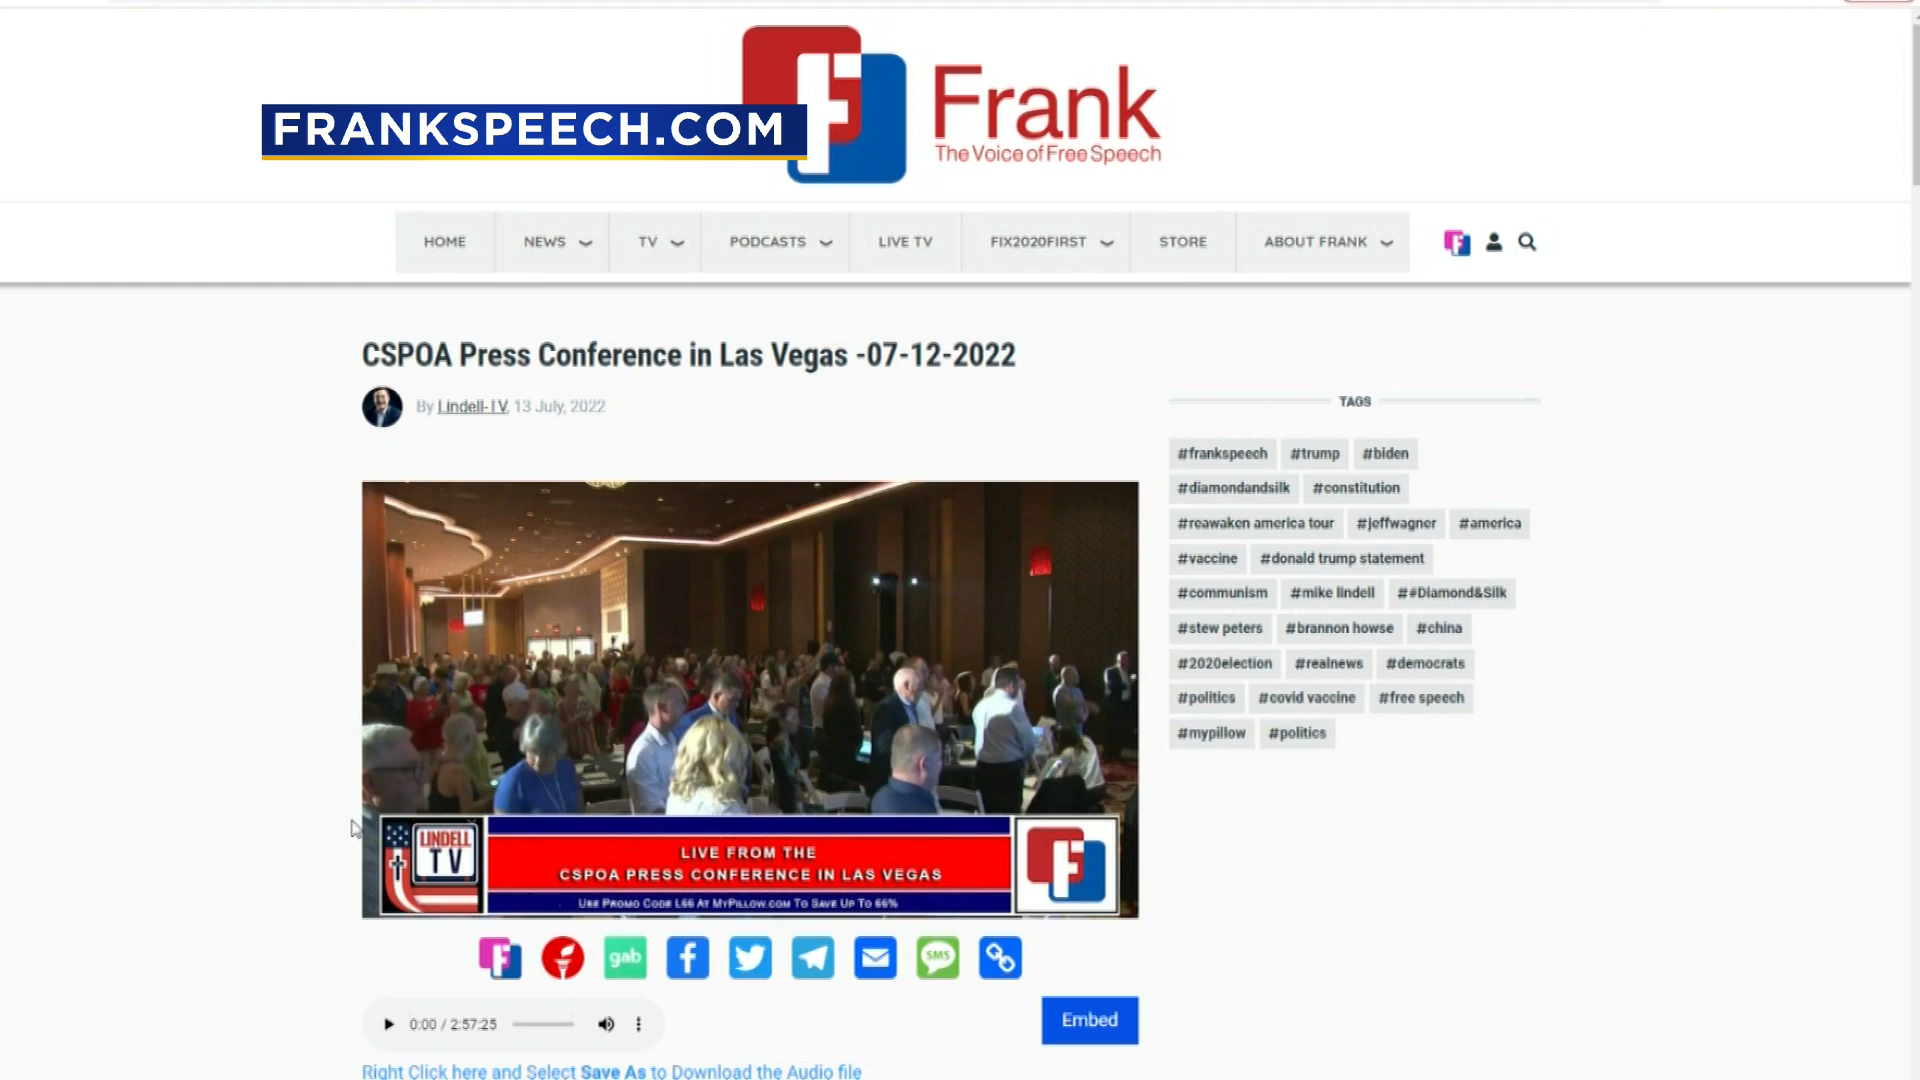 Frank
The Voice of Free Speech
FRANKSPEECH.COM
HOME NEWS TV PODCASTS LIVE TV FIX2020FIRST STORE ABOUT FRANK
CSPOA Press Conference in Las Vegas -07-12-2022
By Lindell-TV, 13 July, 2022
LINDELL
TV
LIVE FROM THE
CSPOA PRESS CONFERENCE IN LAS VEGAS
USE PROMO CODE L66 AT MYPILLOW.COM TO SAVE UP TO 66%
gab
SMS
0:00 / 2:57:25
Embed
Right Click here and Select Save As to Download the Audio file
TAGS
#frankspeech #trump #biden
#diamondandsilk #constitution
#reawaken america tour #jeffwagner #america
#vaccine #donald trump statement
#communism #mike lindell ##Diamond&Silk
#stew peters #brannon howse #china
#2020election #realnews #democrats
#politics #covid vaccine #free speech
#mypillow #politics